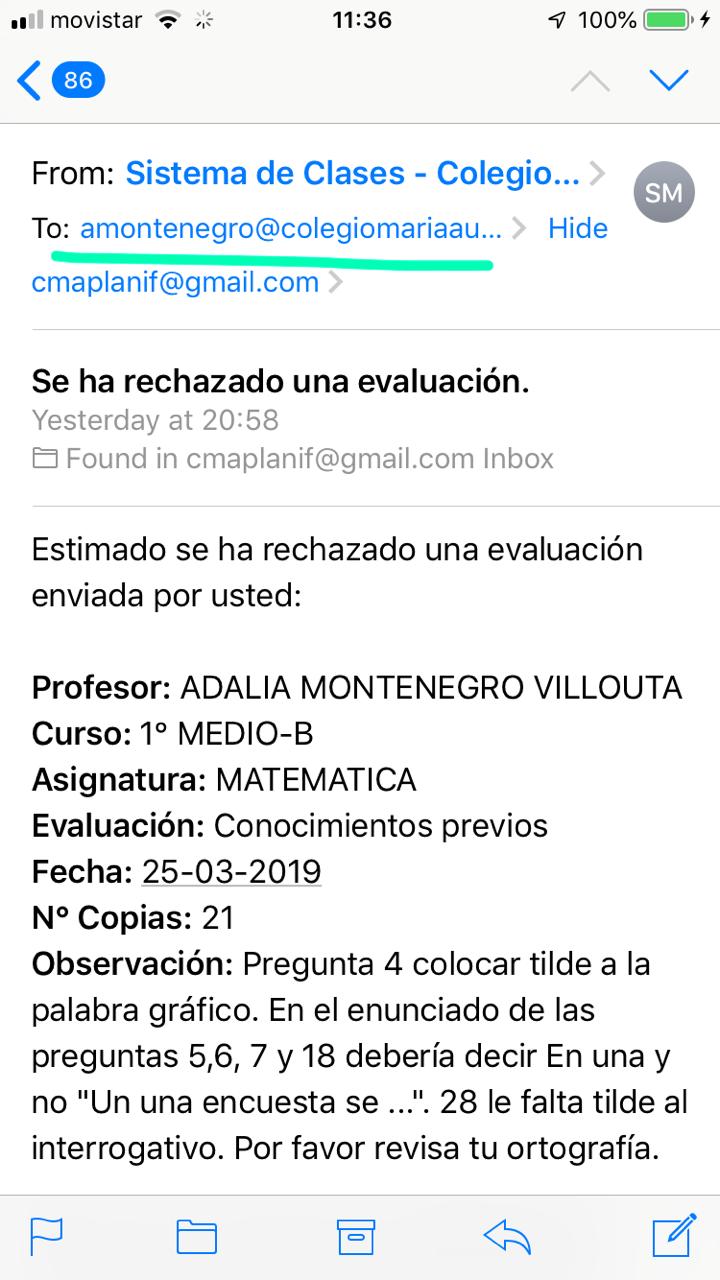 movistar 11:36 100%
86
From: Sistema de Clases - Colegio...
SM
To: amontenegro@colegiomariaau... Hide
cmaplanif@gmail.com
Se ha rechazado una evaluación.
Yesterday at 20:58
Found in cmaplanif@gmail.com Inbox
Estimado se ha rechazado una evaluación
enviada por usted:
Profesor: ADALIA MONTENEGRO VILLOUTA
Curso: 1° MEDIO-B
Asignatura: MATEMATICA
Evaluación: Conocimientos previos
Fecha: 25-03-2019
N° Copias: 21
Observación: Pregunta 4 colocar tilde a la
palabra gráfico. En el enunciado de las
preguntas 5,6, 7 y 18 debería decir En una y
no "Un una encuesta se ...". 28 le falta tilde al
interrogativo. Por favor revisa tu ortografía.